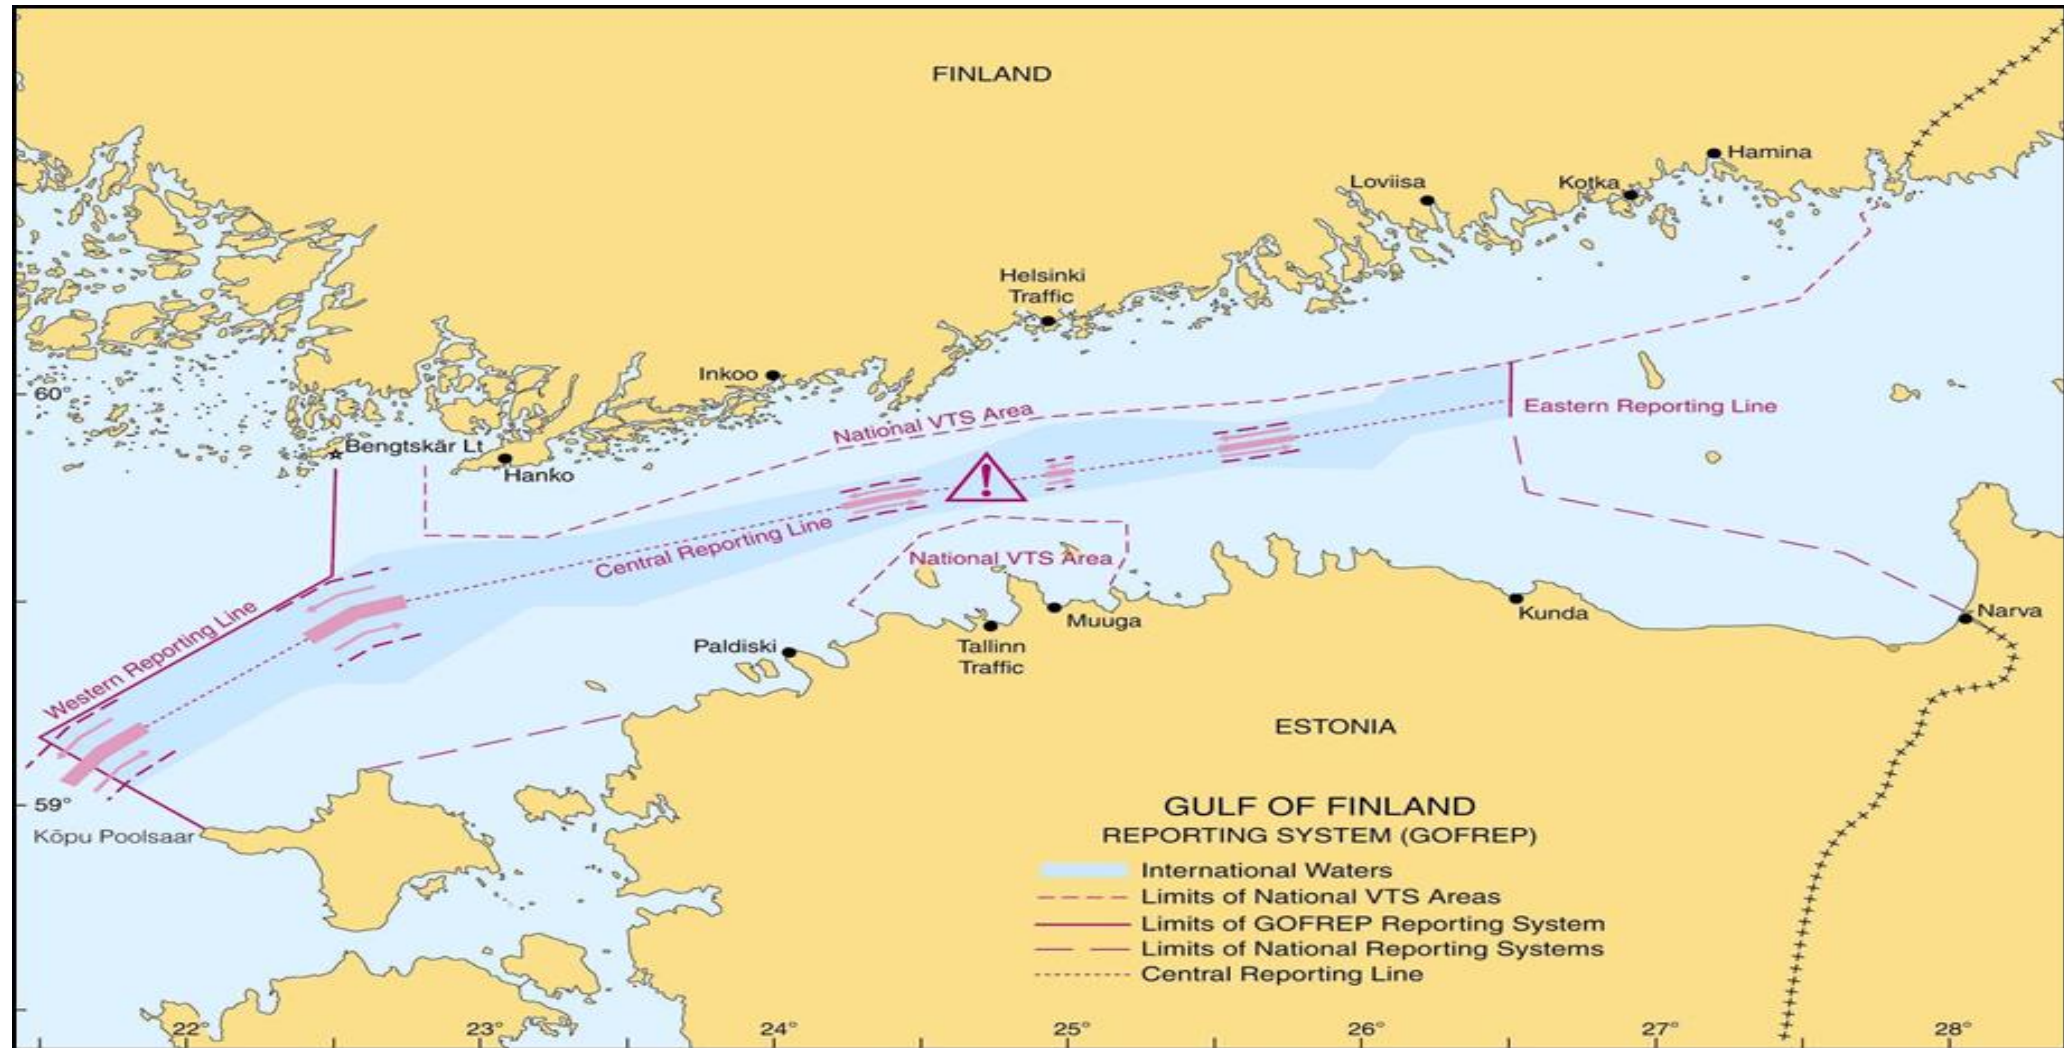 FINLAND
Hamina
Loviisa
Kotka
Helsinki
Traffic
Inkoo
60°
Eastern Reporting Line
National VTS Area
Bengtskär Lt
Hanko
!
Central Reporting Line
National VTS Area
Western Reporting Line
Kunda
Narva
Muuga
Paldiski
Tallinn
Traffic
ESTONIA
59°
Kõpu Poolsaar
GULF OF FINLAND
REPORTING SYSTEM (GOFREP)
International Waters
Limits of National VTS Areas
Limits of GOFREP Reporting System
Limits of National Reporting Systems
Central Reporting Line
22° 23° 24° 25° 26° 27° 28°